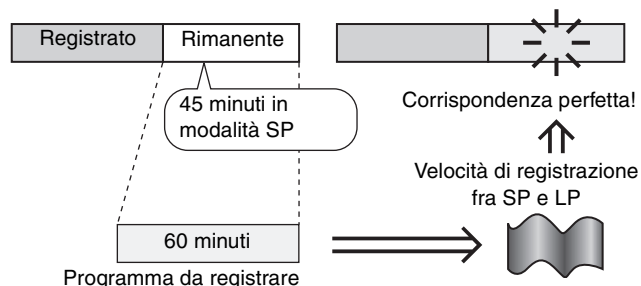 Registrato
Rimanente
45 minuti in
modalità SP
Corrispondenza perfetta!
Velocità di registrazione
fra SP e LP
60 minuti
Programma da registrare